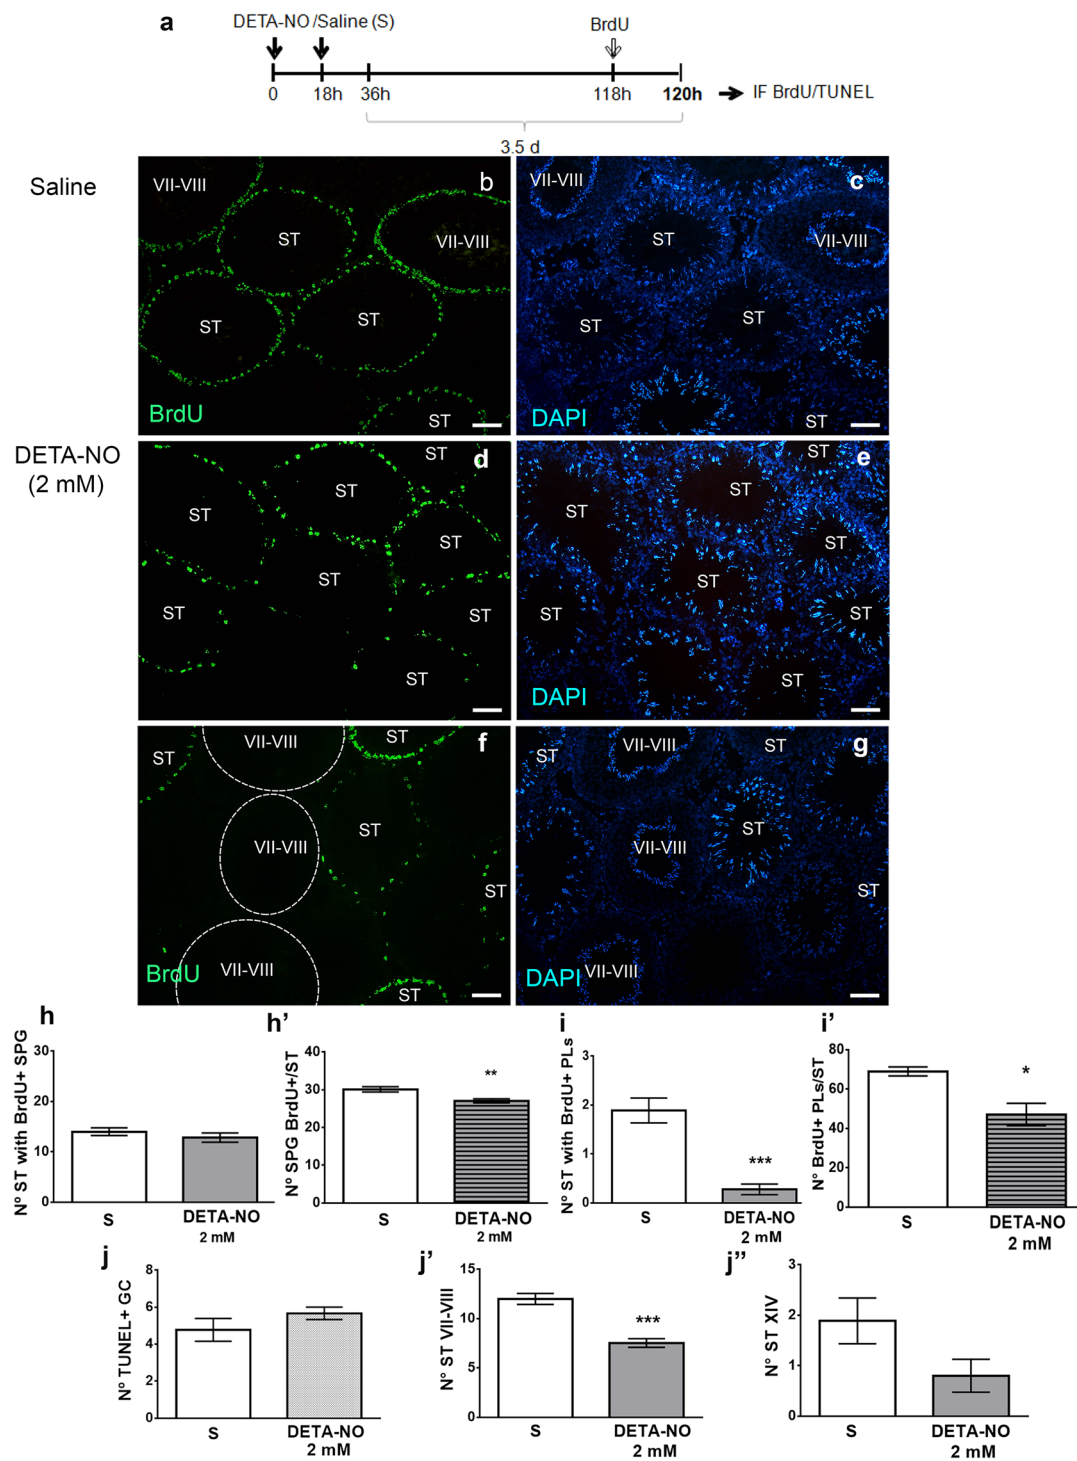 a
DETA-NO /Saline (S)
BrdU
0
18h
36h
118h
120h
IF BrdU/TUNEL
3.5 d
Saline
b
VII-VIII
ST
VII-VIII
ST
ST
ST
BrdU
c
VII-VIII
ST
VII-VIII
ST
ST
ST
DAPI
DETA-NO
(2 mM)
d
ST
ST
ST
ST
ST
ST
ST
ST
e
ST
ST
ST
ST
ST
ST
ST
ST
DAPI
f
ST
VII-VIII
ST
VII-VIII
ST
ST
VII-VIII
ST
BrdU
g
ST
VII-VIII
ST
ST
VII-VIII
ST
VII-VIII
DAPI
h
Nº ST with BrdU+ SPG
30
20
10
0
S
DETA-NO
2 mM
h’
Nº SPG BrdU+/ST
40
30
20
10
0
**
S
DETA-NO
2 mM
i
Nº ST with BrdU+ PLs
3
2
1
0
***
S
DETA-NO
2 mM
i’
N° BrdU+ PLs/ST
80
60
40
20
0
*
S
DETA-NO
2 mM
j
Nº TUNEL+ GC
8
6
4
2
0
S
DETA-NO
2 mM
j’
Nº ST VII-VIII
15
10
5
0
***
S
DETA-NO
2 mM
j’’
Nº ST XIV
3
2
1
0
S
DETA-NO
2 mM